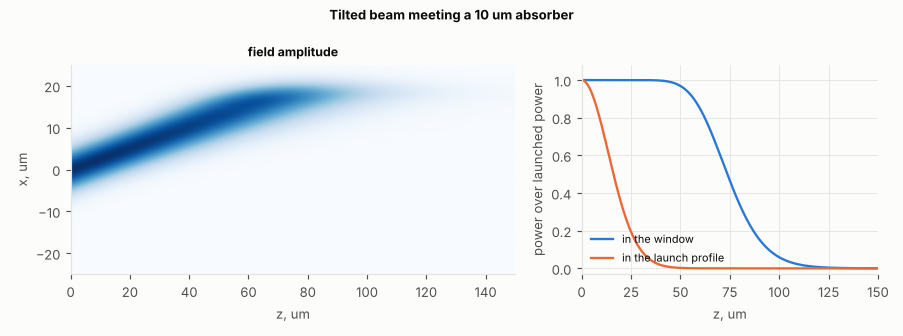 Tilted beam meeting a 10 um absorber
field amplitude
x, um
20
10
0
−10
−20
0 20 40 60 80 100 120 140
z, um
power over launched power
1.0
0.8
0.6
0.4
0.2
0.0
in the window
in the launch profile
0 25 50 75 100 125 150
z, um